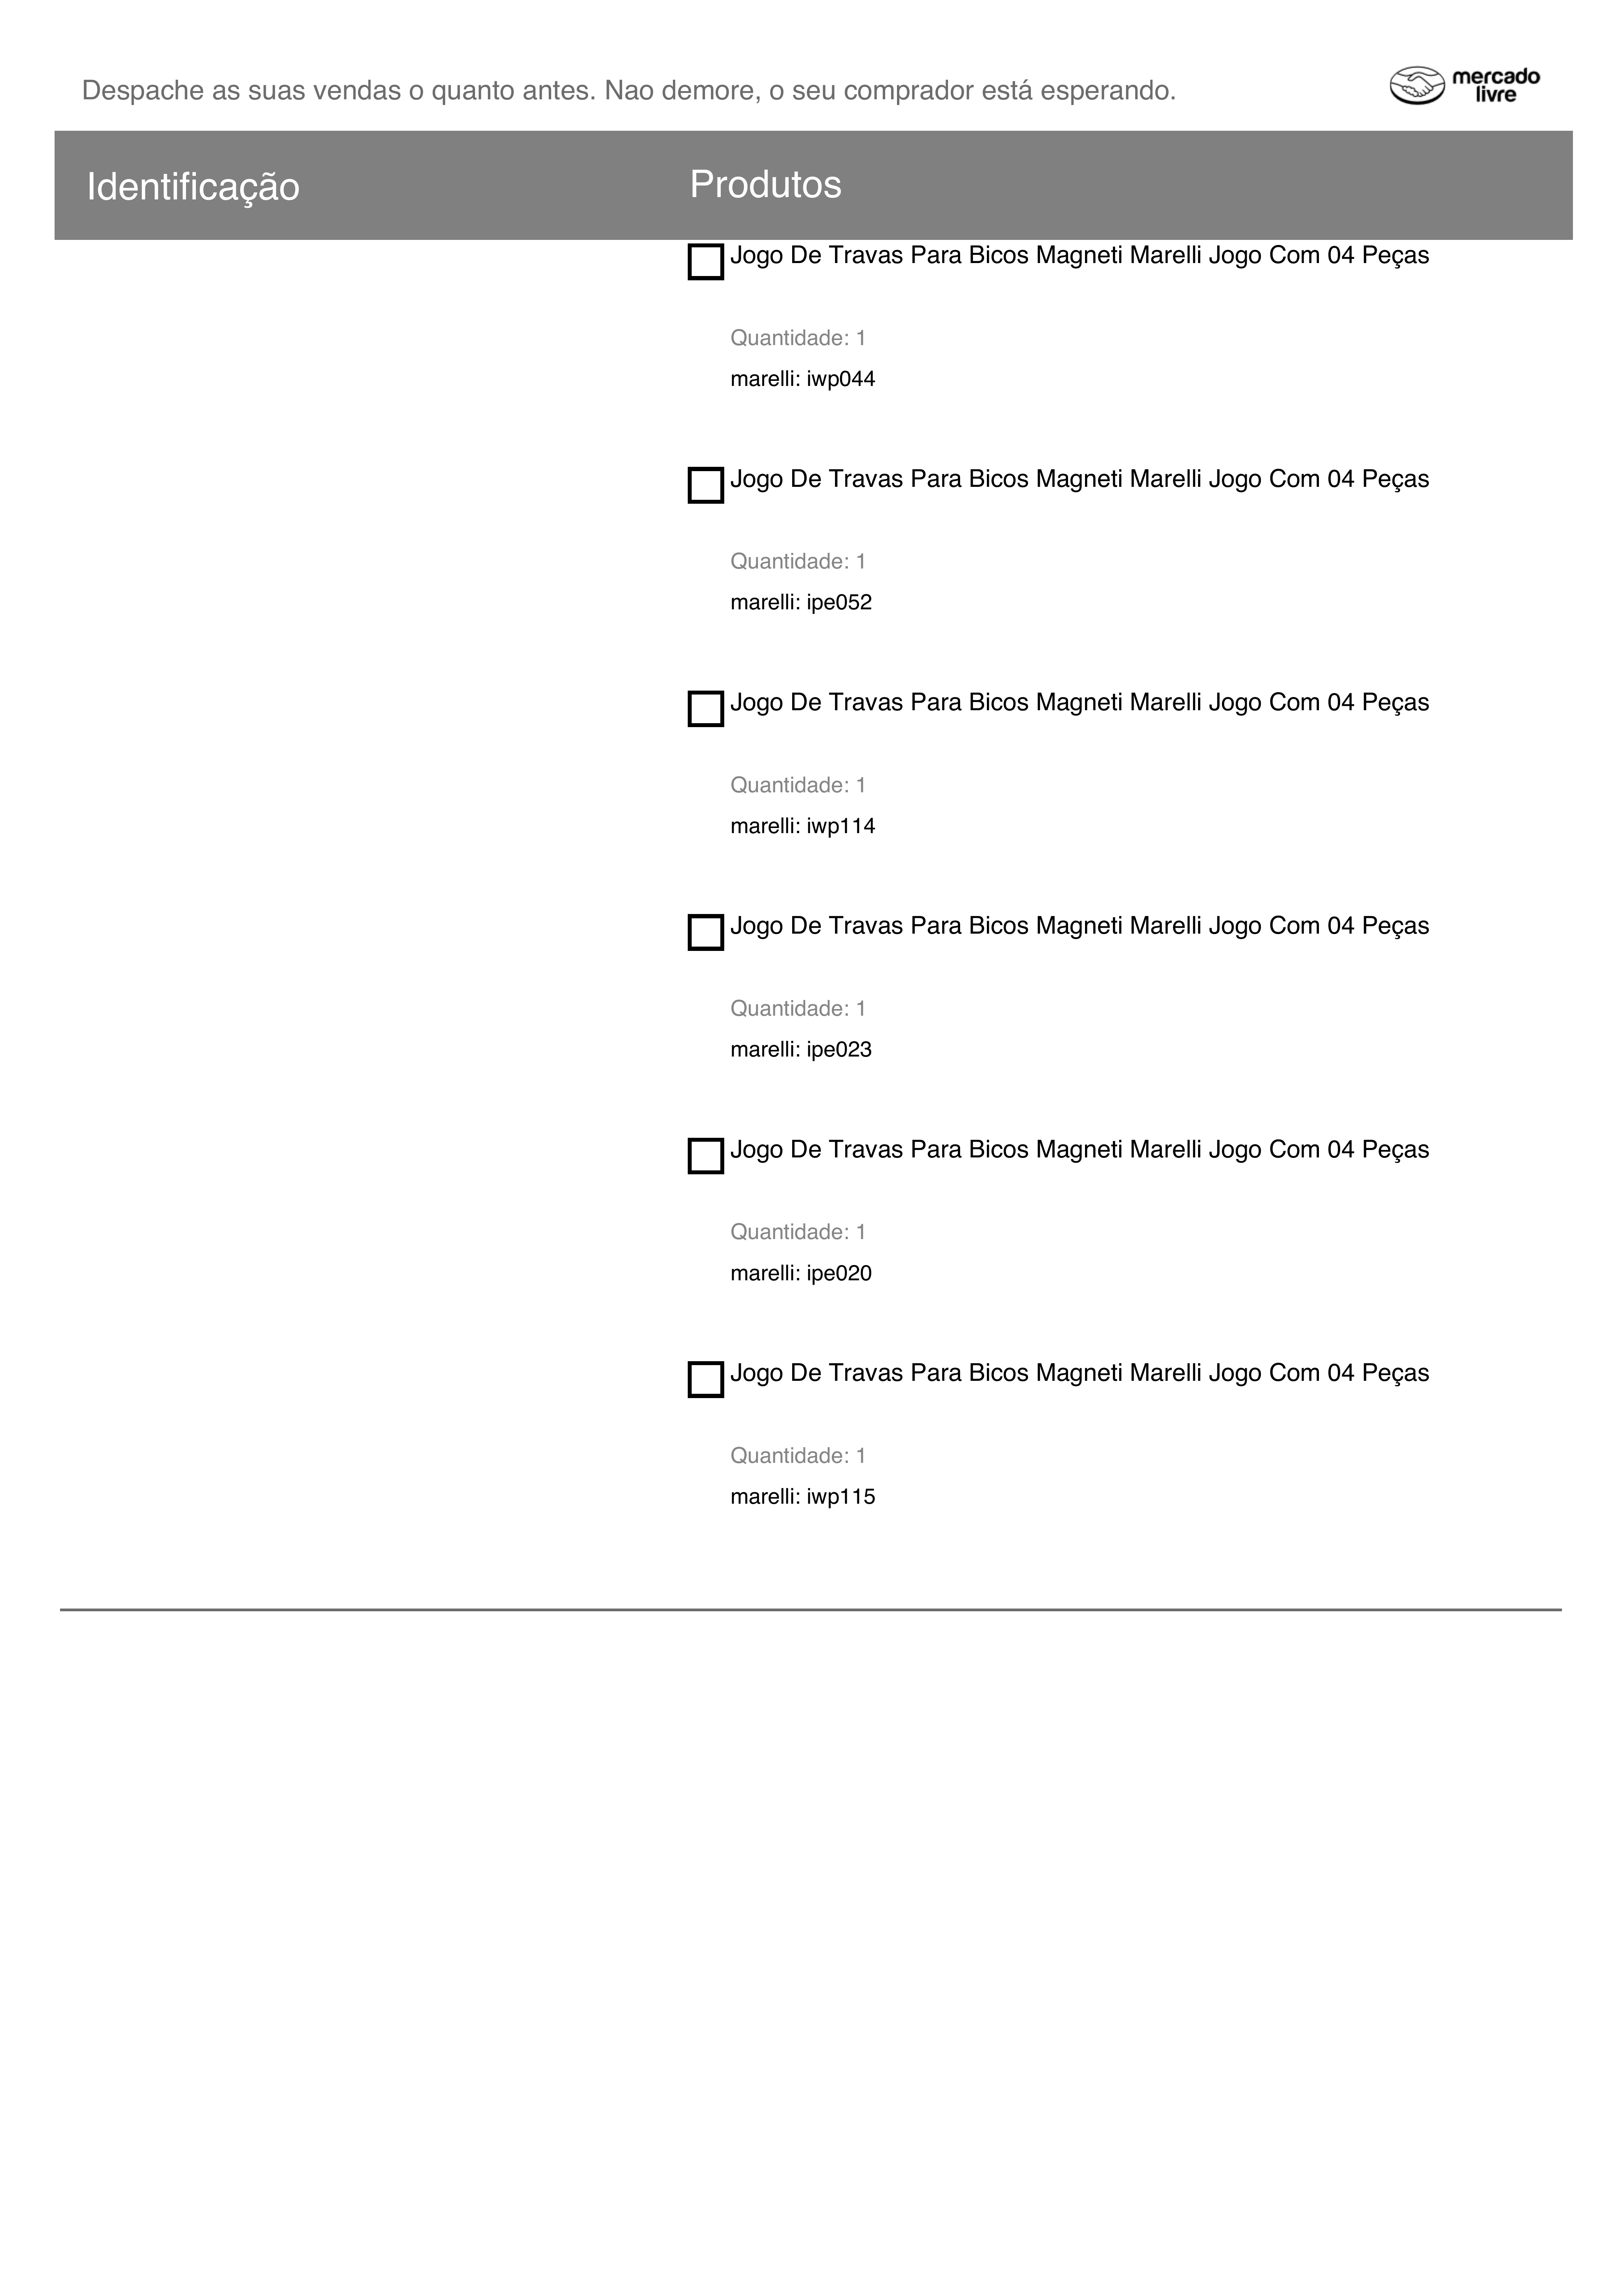 Despache as suas vendas o quanto antes. Nao demore, o seu comprador está esperando.
mercado
livre
Identificação
Produtos
Jogo De Travas Para Bicos Magneti Marelli Jogo Com 04 Peças
Quantidade: 1
marelli: iwp044
Jogo De Travas Para Bicos Magneti Marelli Jogo Com 04 Peças
Quantidade: 1
marelli: ipe052
Jogo De Travas Para Bicos Magneti Marelli Jogo Com 04 Peças
Quantidade: 1
marelli: iwp114
Jogo De Travas Para Bicos Magneti Marelli Jogo Com 04 Peças
Quantidade: 1
marelli: ipe023
Jogo De Travas Para Bicos Magneti Marelli Jogo Com 04 Peças
Quantidade: 1
marelli: ipe020
Jogo De Travas Para Bicos Magneti Marelli Jogo Com 04 Peças
Quantidade: 1
marelli: iwp115